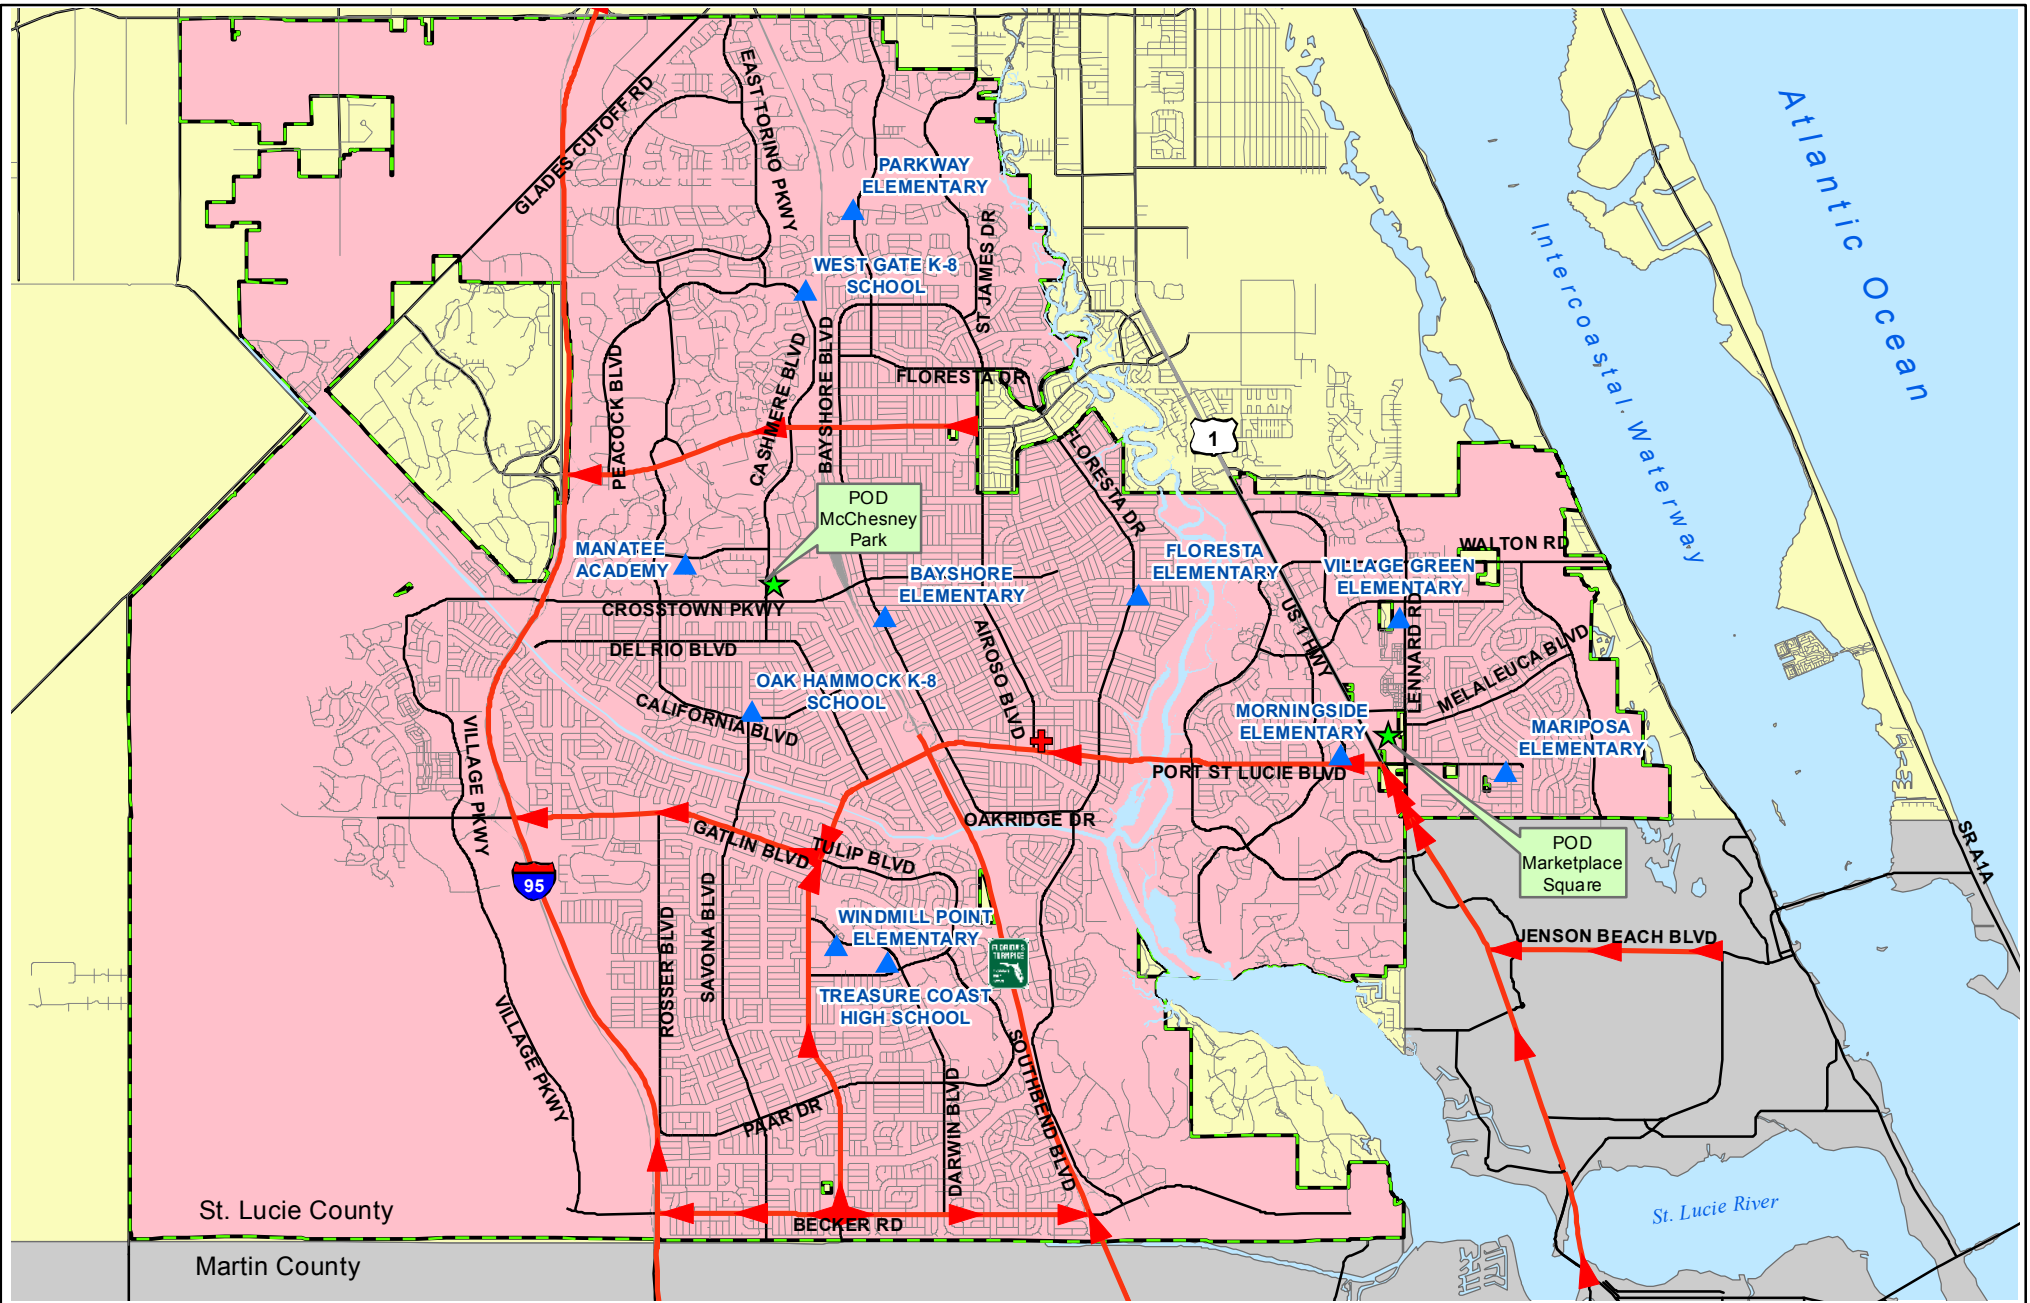 GLADES CUTOFF RD
EAST TORINO PKWY
Atlantic Ocean
PARKWAY
ELEMENTARY
Intercoastal Waterway
ST JAMES DR
WEST GATE K-8
SCHOOL
PEACOCK BLVD
CASHMERE BLVD
BAYSHORE BLVD
FLORESTA DR
FLORESTA DR
1
POD
McChesney
Park
MANATEE
ACADEMY
BAYSHORE
ELEMENTARY
FLORESTA
ELEMENTARY
WALTON RD
VILLAGE GREEN
ELEMENTARY
CROSSTOWN PKWY
DEL RIO BLVD
AIROSO BLVD
US 1 HWY
LENNARD RD
MELALEUCA BLVD
OAK HAMMOCK K-8
SCHOOL
CALIFORNIA BLVD
MORNINGSIDE
ELEMENTARY
MARIPOSA
ELEMENTARY
VILLAGE PKWY
PORT ST LUCIE BLVD
OAKRIDGE DR
GATLIN BLVD
TULIP BLVD
POD
Marketplace
Square
SR A1A
95
ROSSER BLVD
SAVONA BLVD
WINDMILL POINT
ELEMENTARY
FLORIDA'S
TURNPIKE
JENSON BEACH BLVD
TREASURE COAST
HIGH SCHOOL
VILLAGE PKWY
SOUTHBEND BLVD
PAAR DR
DARWIN BLVD
St. Lucie County
BECKER RD
St. Lucie River
Martin County